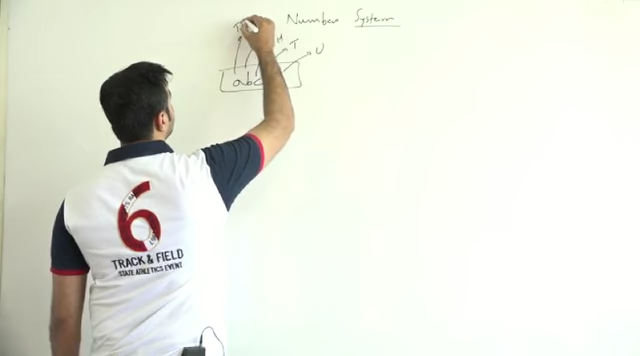 Number System
H
T
U
abc
6
TRACK & FIELD
STATE ATHLETICS EVENT